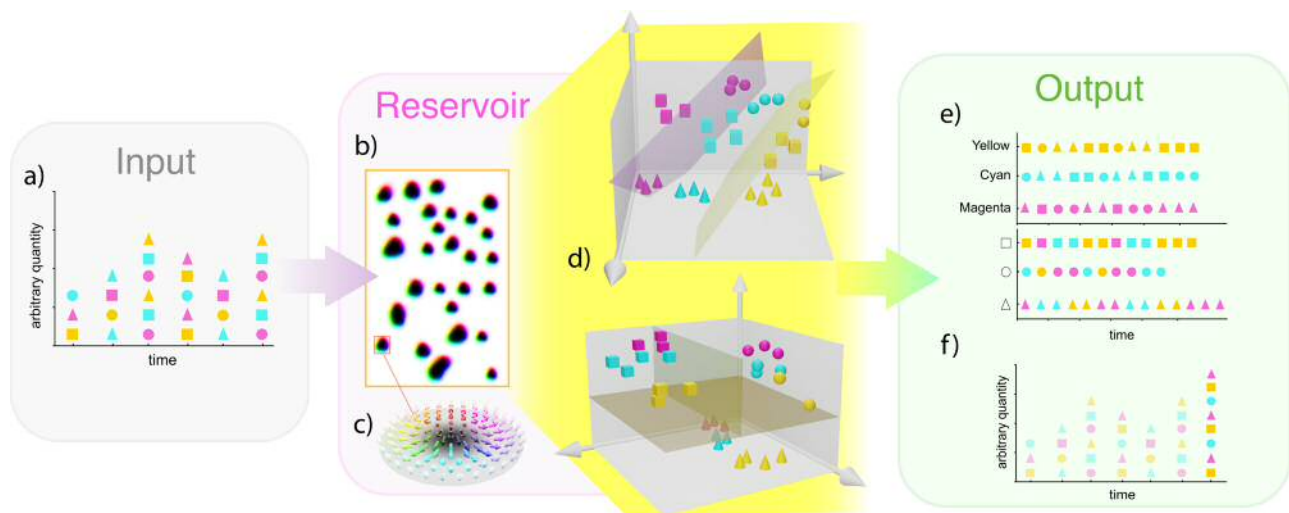 Input
a)
arbitrary quantity
time
Reservoir
b)
c)
d)
Output
e)
Yellow
Cyan
Magenta
time
f)
arbitrary quantity
time